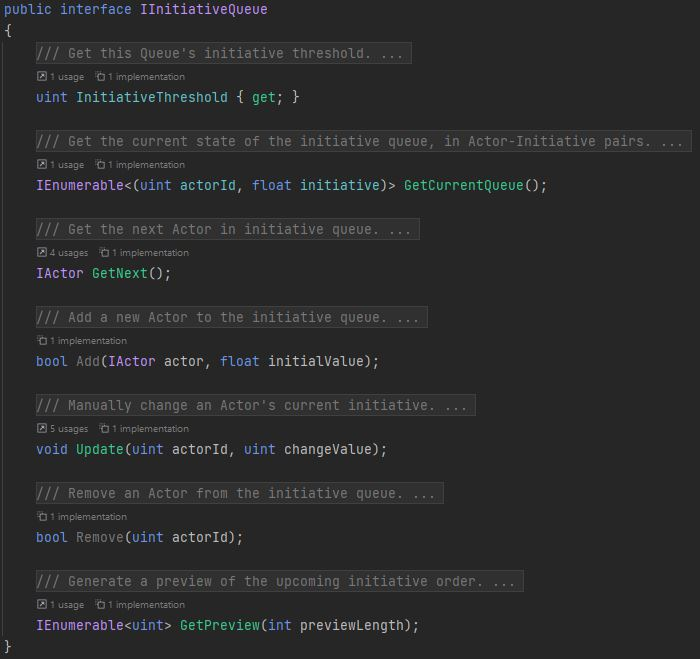 public interface IInitiativeQueue
{
/// Get this Queue's initiative threshold. ...
1 usage 1 implementation
uint InitiativeThreshold { get; }
/// Get the current state of the initiative queue, in Actor-Initiative pairs. ...
1 usage 1 implementation
IEnumerable<(uint actorId, float initiative)> GetCurrentQueue();
/// Get the next Actor in initiative queue. ...
4 usages 1 implementation
IActor GetNext();
/// Add a new Actor to the initiative queue. ...
1 implementation
bool Add(IActor actor, float initialValue);
/// Manually change an Actor's current initiative. ...
5 usages 1 implementation
void Update(uint actorId, uint changeValue);
/// Remove an Actor from the initiative queue. ...
1 implementation
bool Remove(uint actorId);
/// Generate a preview of the upcoming initiative order. ...
1 usage 1 implementation
IEnumerable<uint> GetPreview(int previewLength);
}